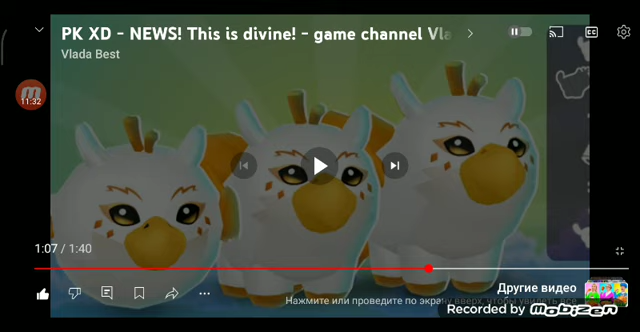 PK XD - NEWS! This is divine! - game channel Vla
Vlada Best
CC
11:32
1:07 / 1:40
Другие видео
Нажмите или проведите по экрану вверх, чтобы увидеть все
Recorded by mobizen